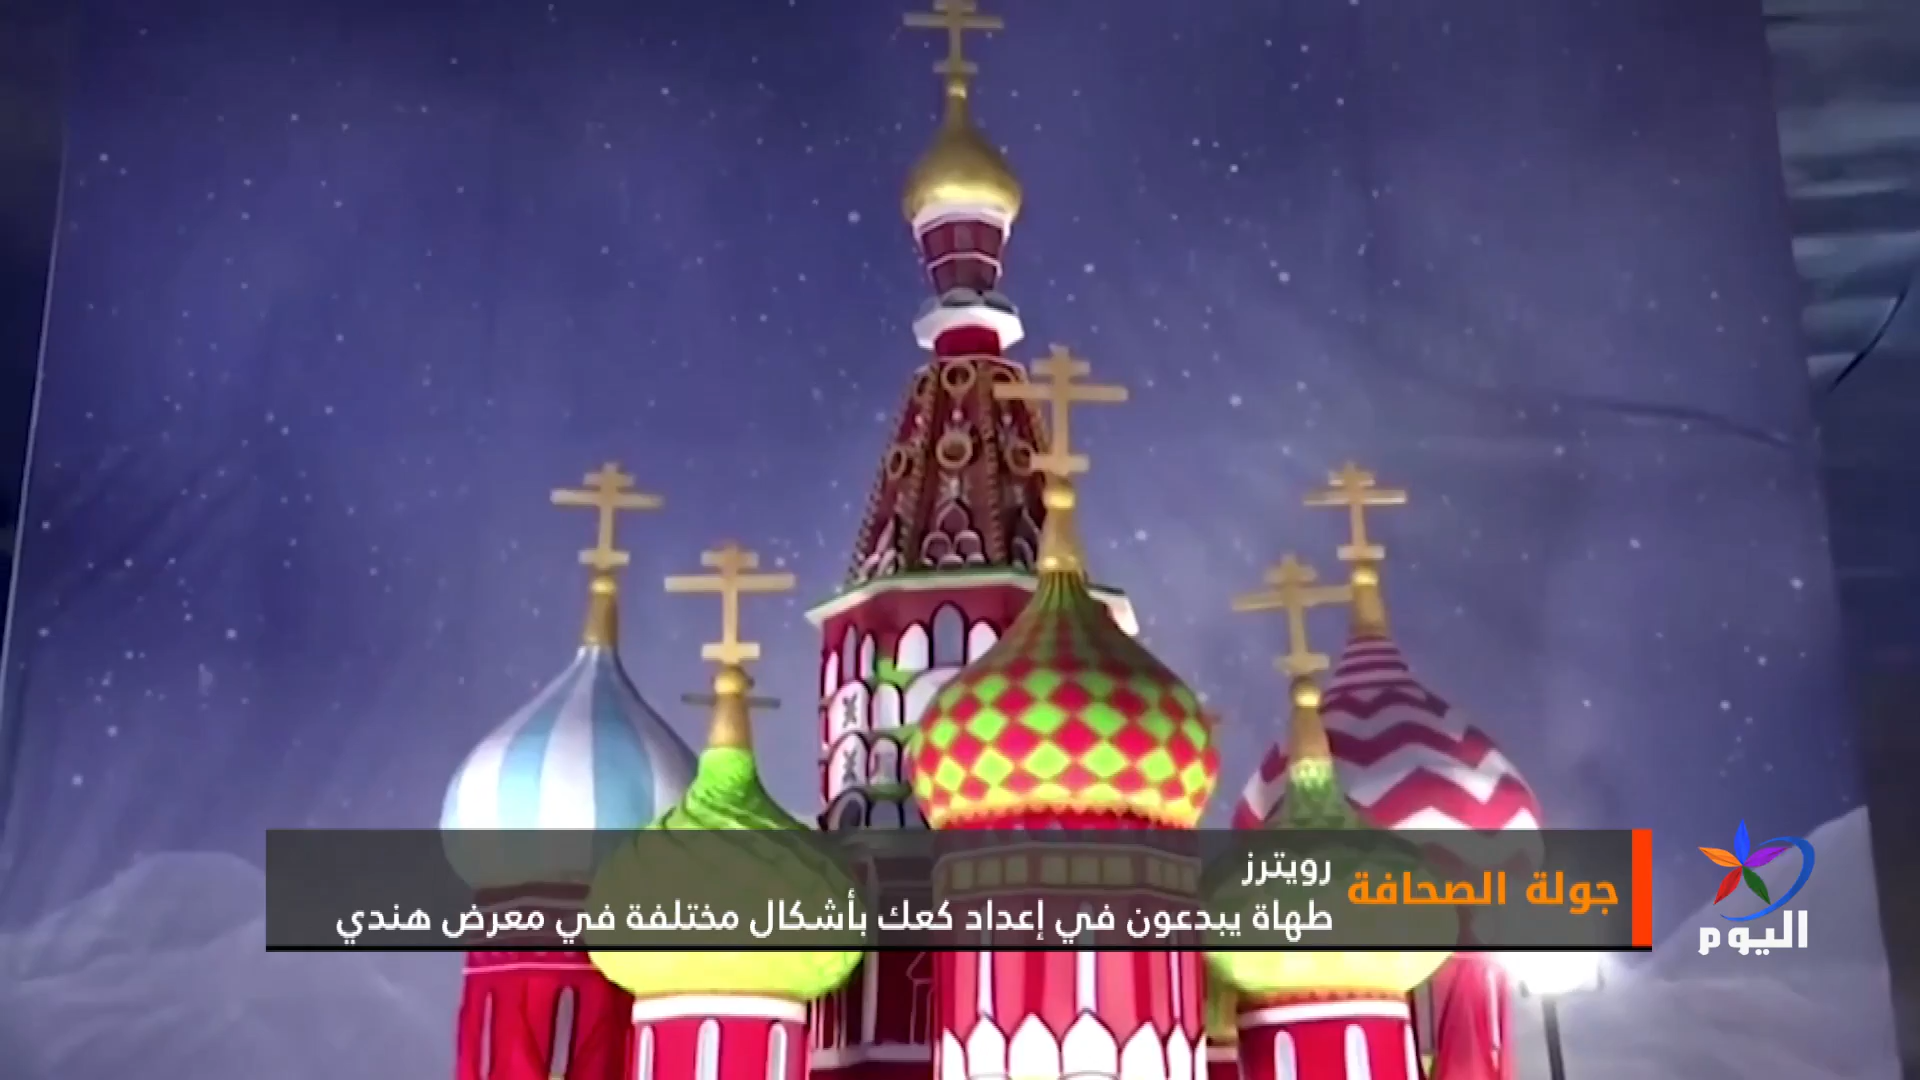 جولة الصحافة
رويترز
طهاة يبدعون في إعداد كعك بأشكال مختلفة في معرض هندي
اليوم